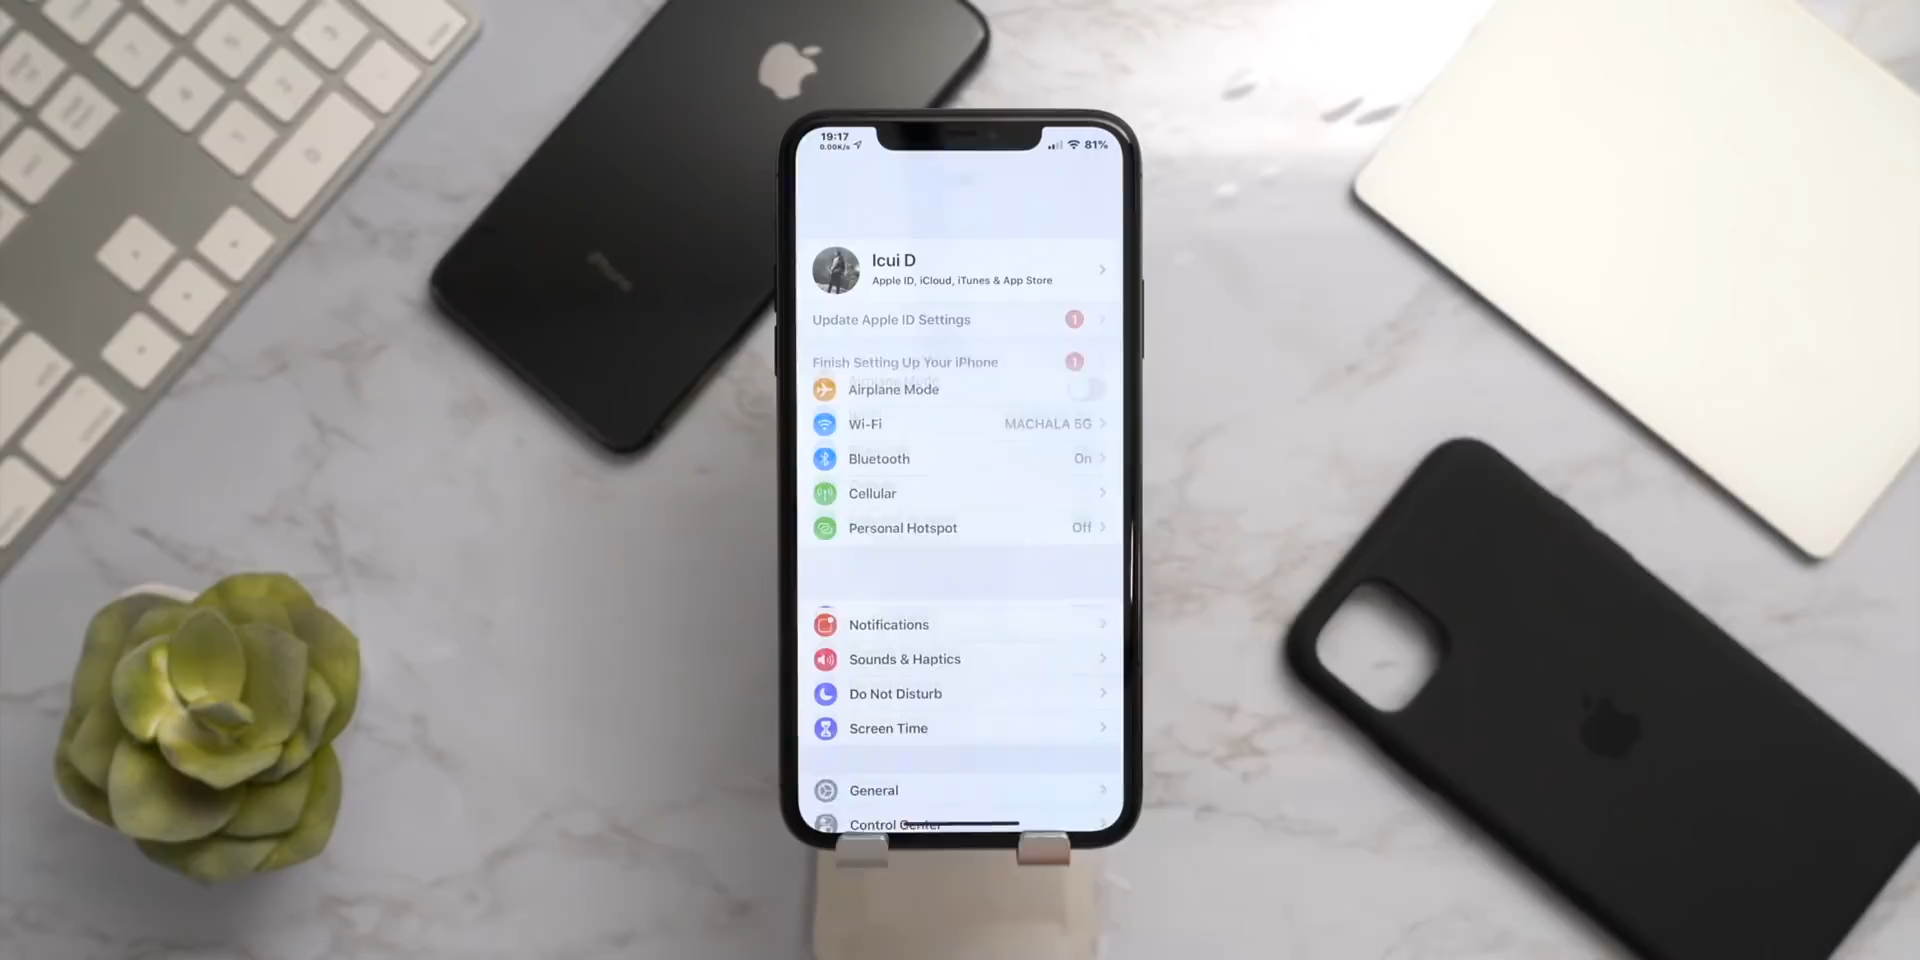 19:17
0.00K/s
81%
Icui D
Apple ID, iCloud, iTunes & App Store
Update Apple ID Settings
1
Finish Setting Up Your iPhone
1
Airplane Mode
Wi-Fi
MACHALA 5G
Bluetooth
On
Cellular
Personal Hotspot
Off
Notifications
Sounds & Haptics
Do Not Disturb
Screen Time
General
Control Center